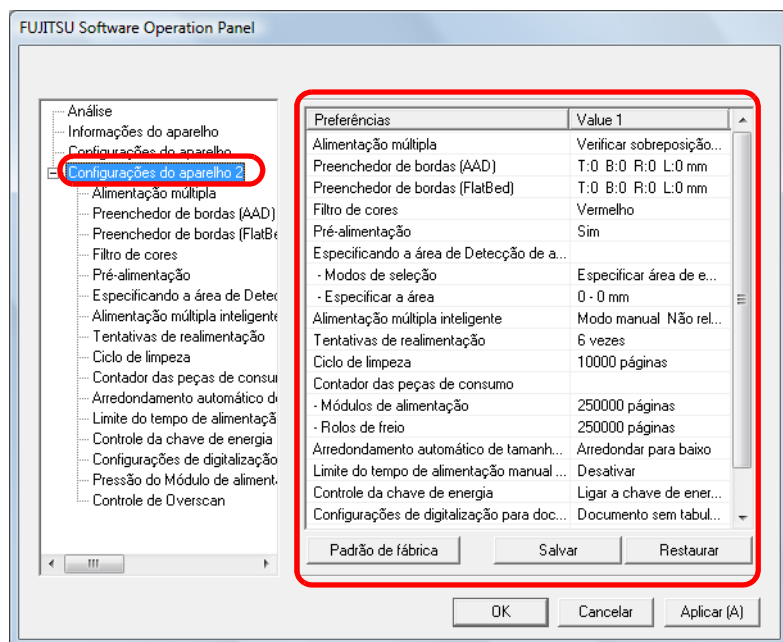 FUJITSU Software Operation Panel
Análise
Informações do aparelho
Configurações do aparelho
Configurações do aparelho 2
Alimentação múltipla
Preenchedor de bordas (AAD)
Preenchedor de bordas (FlatBe
Filtro de cores
Pré-alimentação
Especificando a área de Detec
Alimentação múltipla inteligente
Tentativas de realimentação
Ciclo de limpeza
Contador das peças de consu
Arredondamento automático d
Limite do tempo de alimentaçã
Controle da chave de energia
Configurações de digitalização
Pressão do Módulo de aliment
Controle de Overscan
Preferências Value 1
Alimentação múltipla Verificar sobreposição...
Preenchedor de bordas (AAD) T:0 B:0 R:0 L:0 mm
Preenchedor de bordas (FlatBed) T:0 B:0 R:0 L:0 mm
Filtro de cores Vermelho
Pré-alimentação Sim
Especificando a área de Detecção de a...
- Modos de seleção Especificar área de e...
- Especificar a área 0 - 0 mm
Alimentação múltipla inteligente Modo manual Não rel...
Tentativas de realimentação 6 vezes
Ciclo de limpeza 10000 páginas
Contador das peças de consumo
- Módulos de alimentação 250000 páginas
- Rolos de freio 250000 páginas
Arredondamento automático de tamanh... Arredondar para baixo
Limite do tempo de alimentação manual ... Desativar
Controle da chave de energia Ligar a chave de ener...
Configurações de digitalização para doc... Documento sem tabul...
Padrão de fábrica Salvar Restaurar
OK Cancelar Aplicar (A)